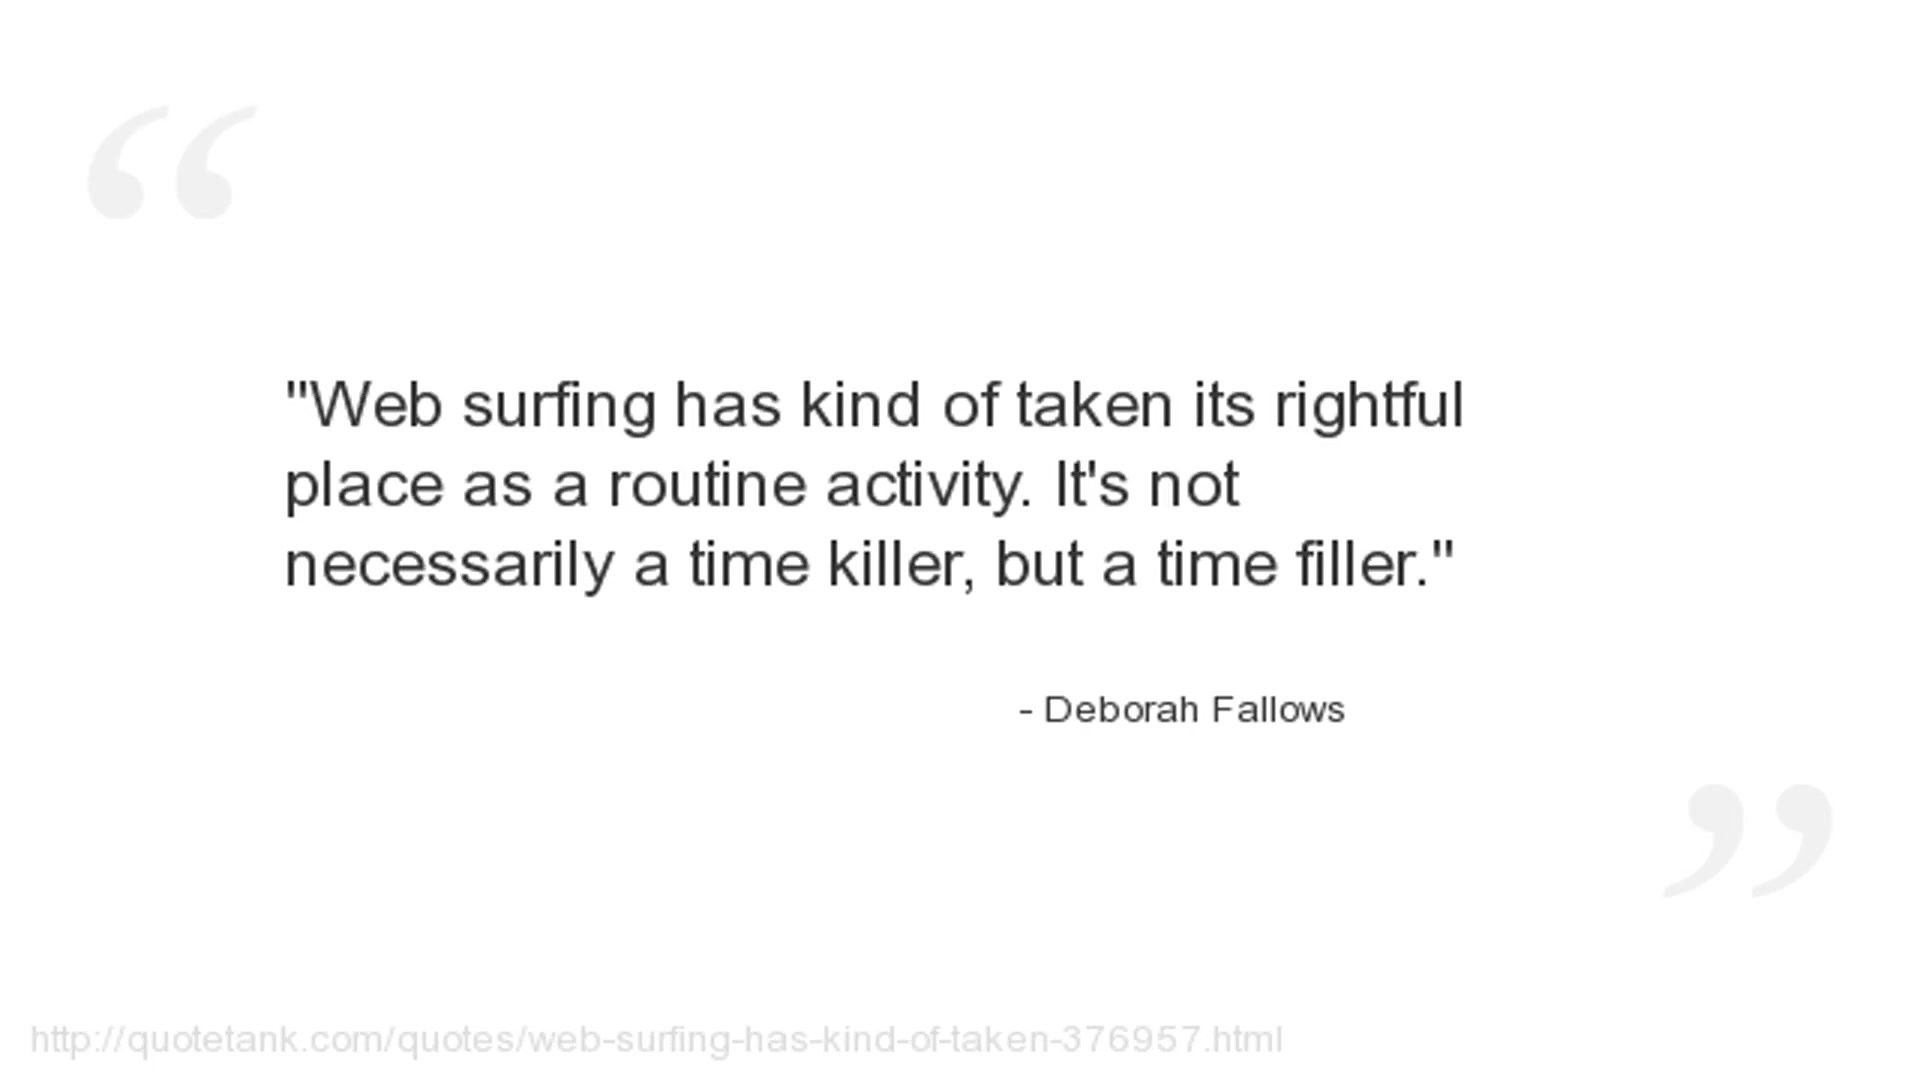 "Web surfing has kind of taken its rightful
place as a routine activity. It's not
necessarily a time killer, but a time filler."
- Deborah Fallows
http://quotetank.com/quotes/web-surfing-has-kind-of-taken-376957.html